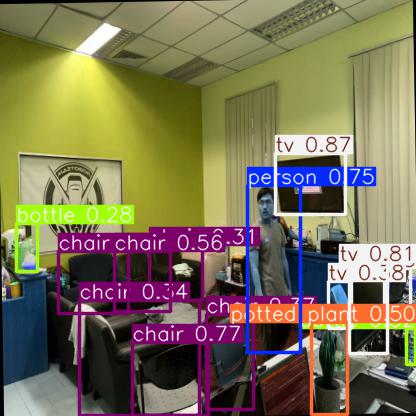 tv 0.87
person 0.75
bottle 0.28
chair
chair 0.56
0.31
tv 0.81
tv 0.38
chair 0.34
potted plant 0.50
chair 0.77